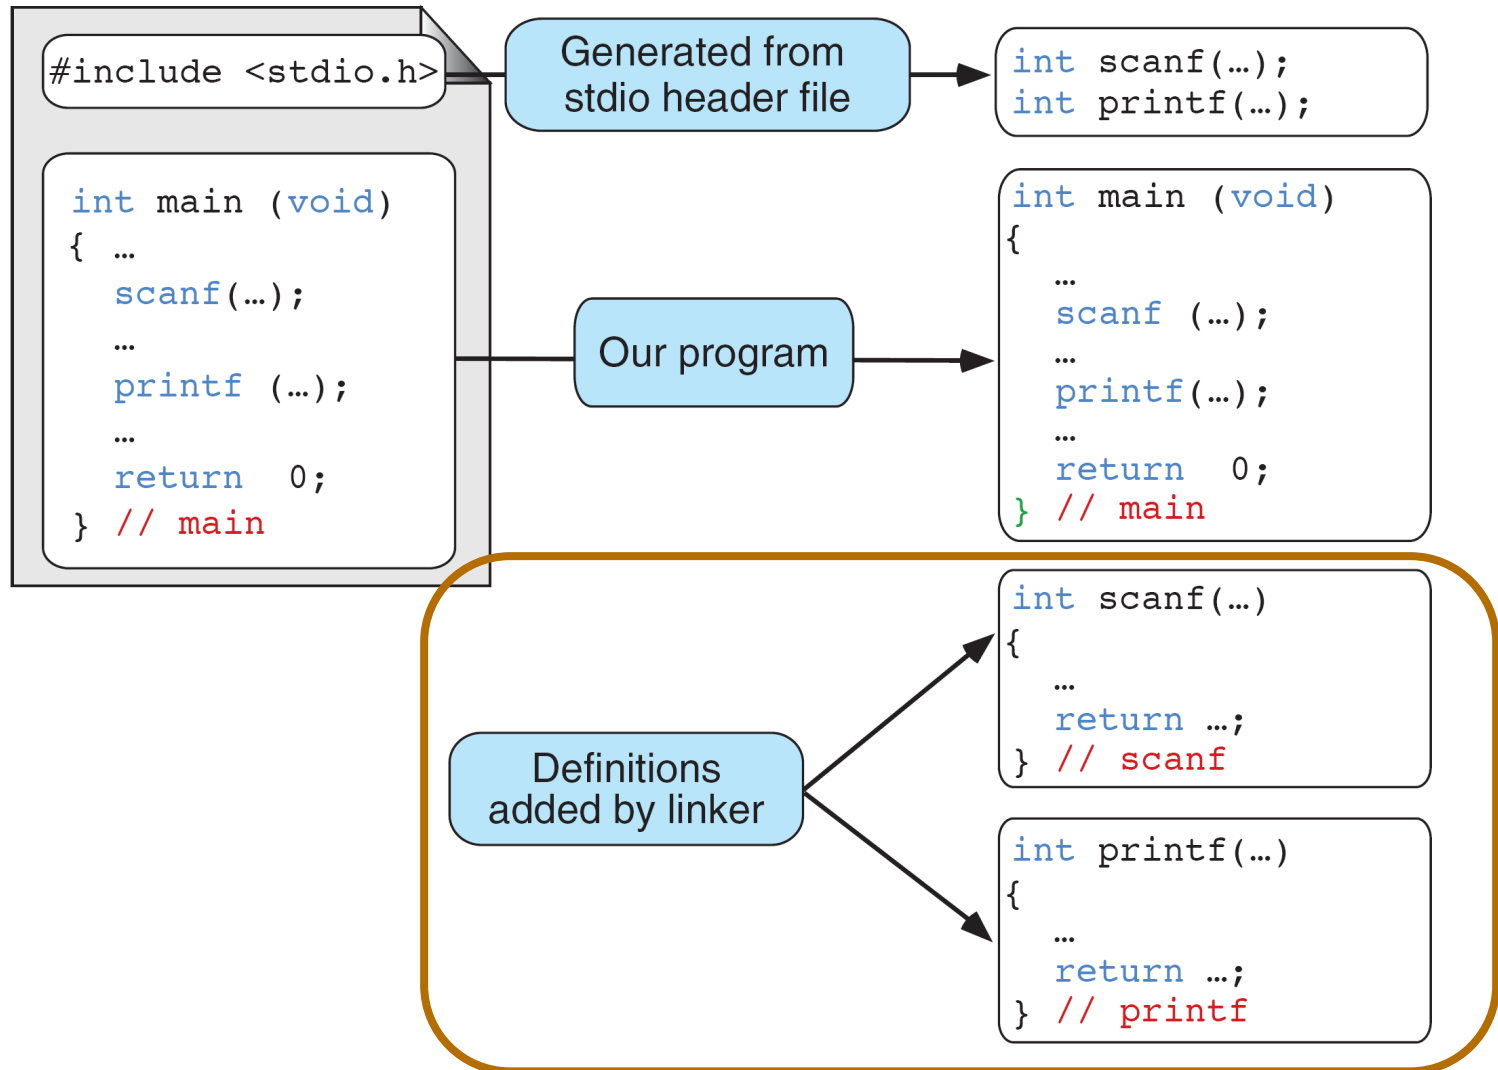 #include <stdio.h>
int main (void)
{ …
scanf(…);
…
printf (…);
…
return 0;
} // main
Generated from
stdio header file
int scanf(…);
int printf(…);
Our program
int main (void)
{
…
scanf (…);
…
printf(…);
…
return 0;
} // main
Definitions
added by linker
int scanf(…)
{
…
return …;
} // scanf
int printf(…)
{
…
return …;
} // printf